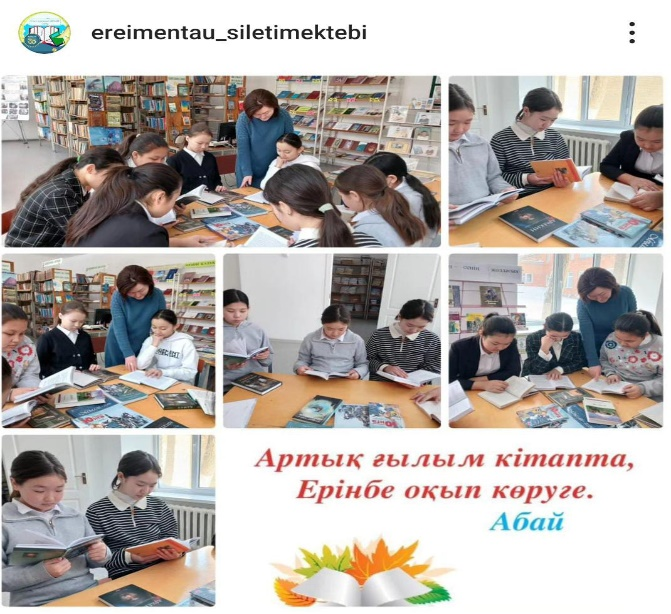 ereimentau_siletimektebi
Артық ғылым кітапта,
Ерінбе оқып көруге.
Абай